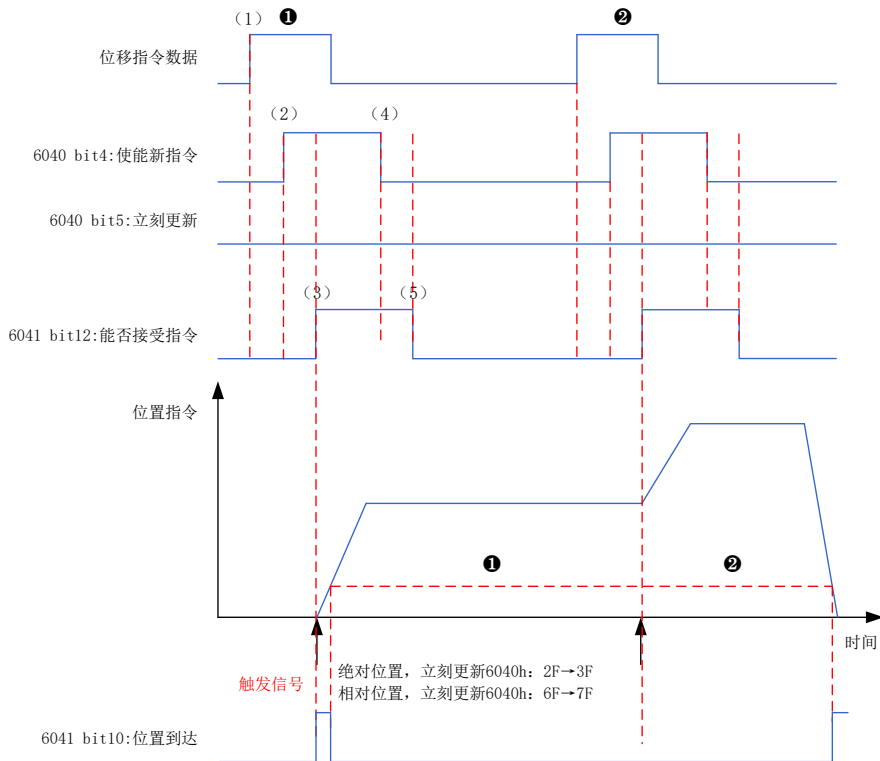 （1） ❶ ❷
位移指令数据
（2） （4）
6040 bit4:使能新指令
6040 bit5:立刻更新
（3） （5）
6041 bit12:能否接受指令
位置指令
❶ ❷
时间
绝对位置，立刻更新6040h: 2F→3F
触发信号
相对位置，立刻更新6040h: 6F→7F
6041 bit10:位置到达